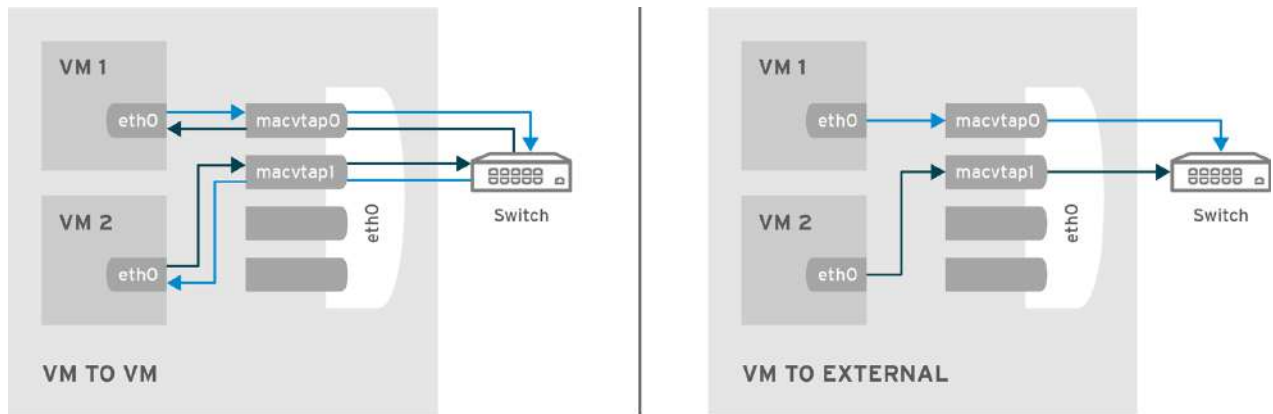 VM 1
eth0
macvtap0
macvtap1
VM 2
eth0
eth0
Switch
VM TO VM
VM 1
eth0
macvtap0
macvtap1
VM 2
eth0
eth0
Switch
VM TO EXTERNAL